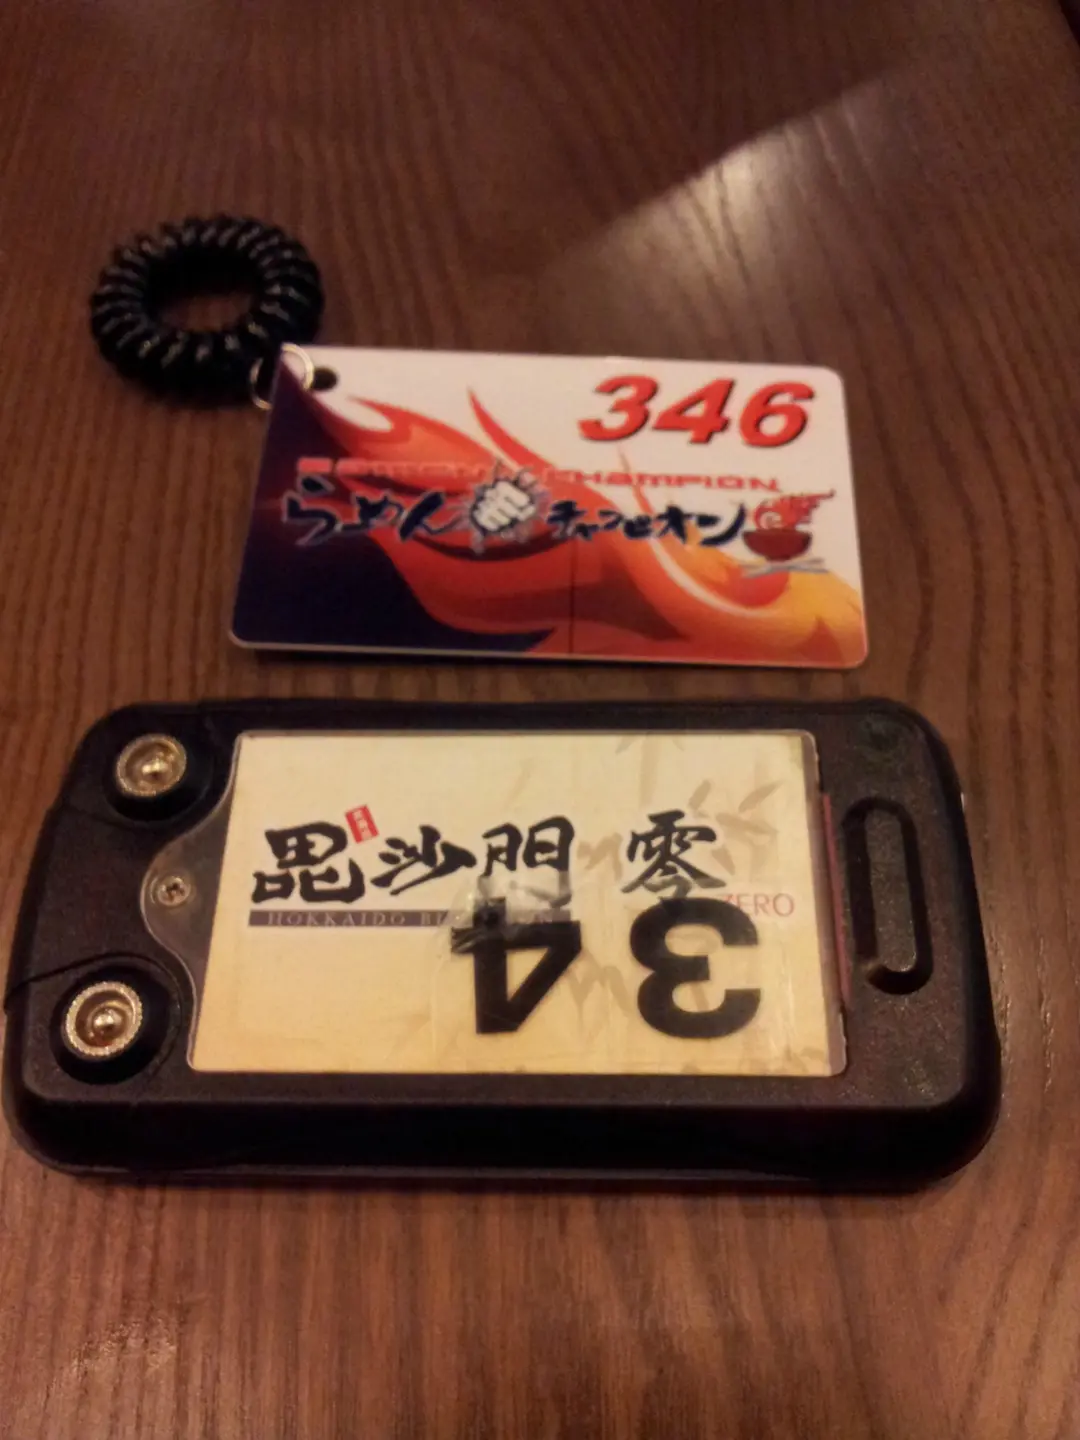 346
CHAMPION
らーめん チャンピオン
毘沙門 零
HOKKAIDO
ZERO
34